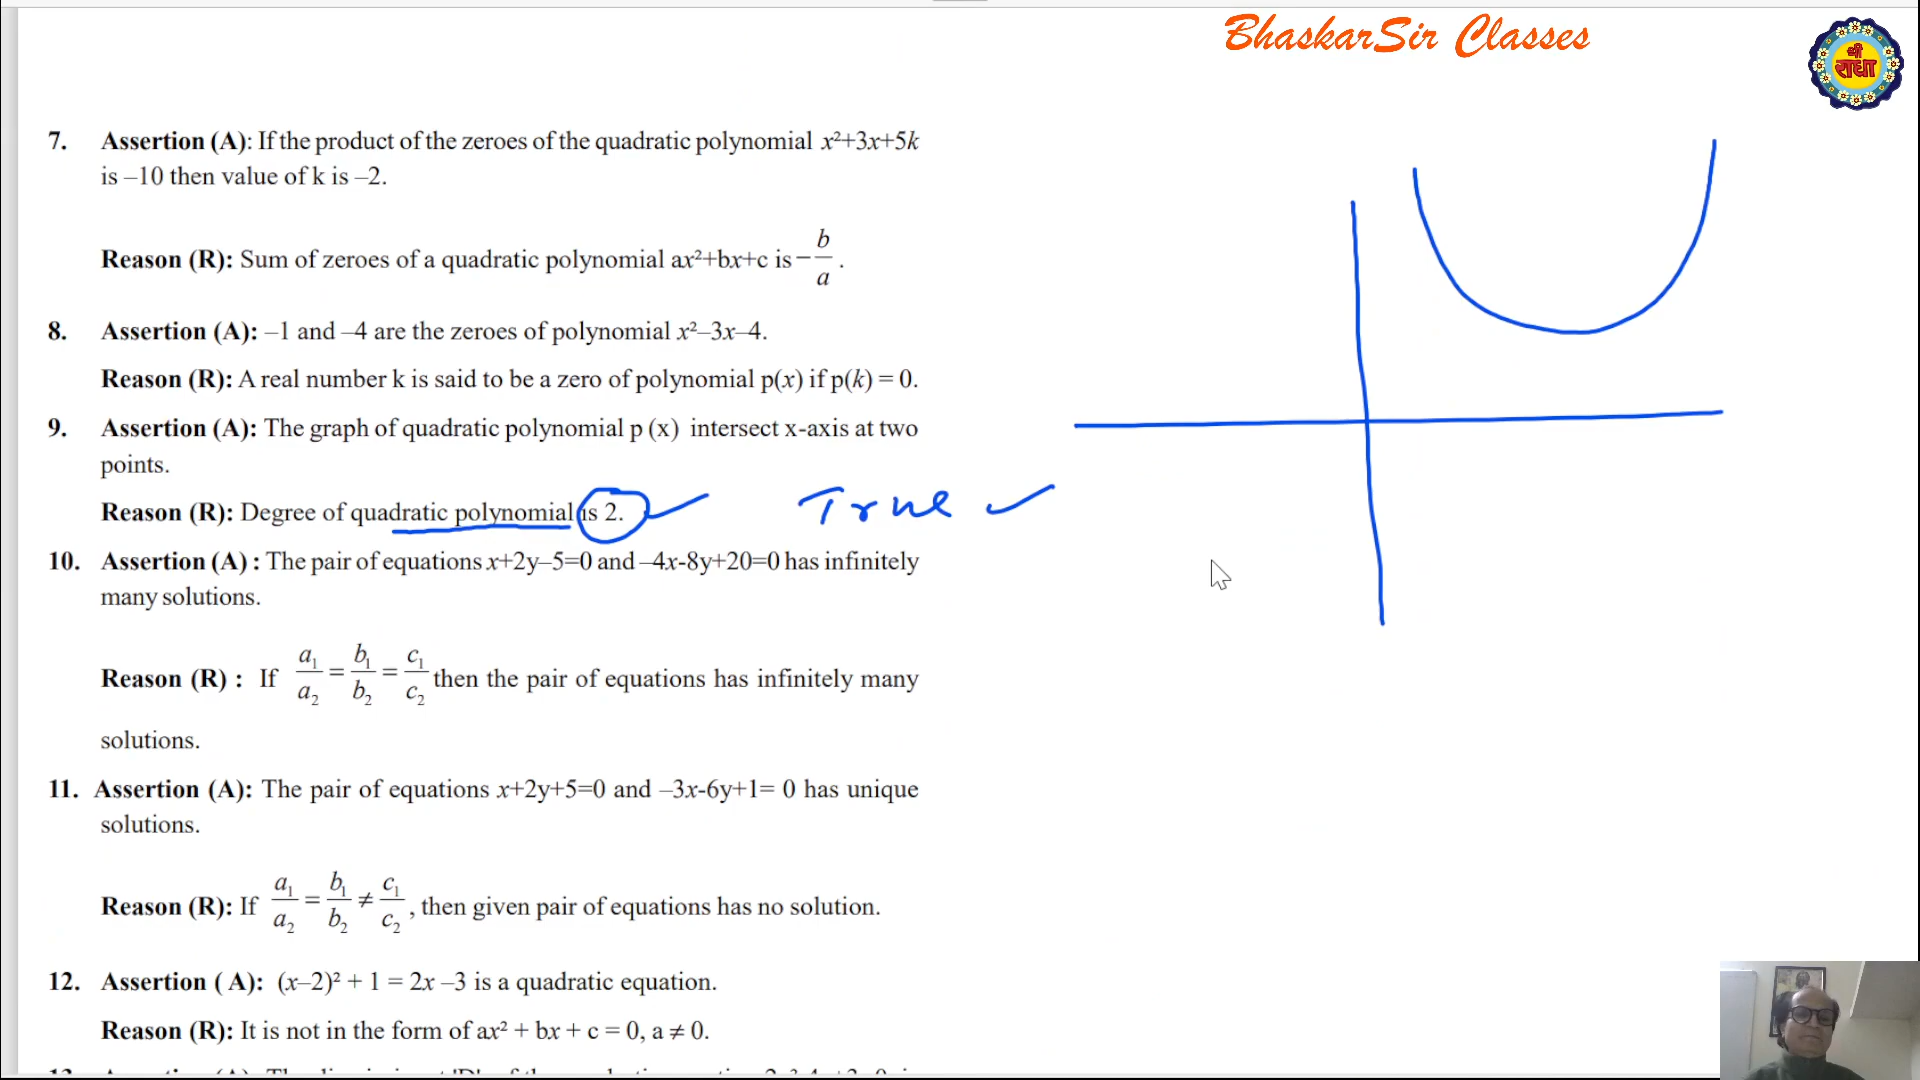 BhaskarSir Classes
श्री
राधा
7. Assertion (A): If the product of the zeroes of the quadratic polynomial x²+3x+5k
is –10 then value of k is –2.
Reason (R): Sum of zeroes of a quadratic polynomial ax²+bx+c is −b/a.
8. Assertion (A): –1 and –4 are the zeroes of polynomial x²–3x–4.
Reason (R): A real number k is said to be a zero of polynomial p(x) if p(k) = 0.
9. Assertion (A): The graph of quadratic polynomial p (x) intersect x-axis at two
points.
Reason (R): Degree of quadratic polynomial is 2. True
10. Assertion (A) : The pair of equations x+2y–5=0 and –4x-8y+20=0 has infinitely
many solutions.
Reason (R) : If a₁/a₂ = b₁/b₂ = c₁/c₂ then the pair of equations has infinitely many
solutions.
11. Assertion (A): The pair of equations x+2y+5=0 and –3x-6y+1= 0 has unique
solutions.
Reason (R): If a₁/a₂ = b₁/b₂ ≠ c₁/c₂, then given pair of equations has no solution.
12. Assertion ( A): (x–2)² + 1 = 2x –3 is a quadratic equation.
Reason (R): It is not in the form of ax² + bx + c = 0, a ≠ 0.